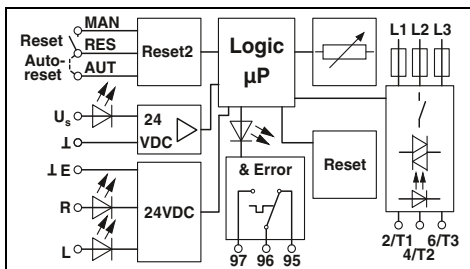 MAN
Reset
RES
Auto-
reset
AUT
Reset2
Logic
µP
L1 L2 L3
Us
⊥
24
VDC
⊥ E
R
L
24VDC
& Error
Reset
97 96 95
2/T1 6/T3
4/T2